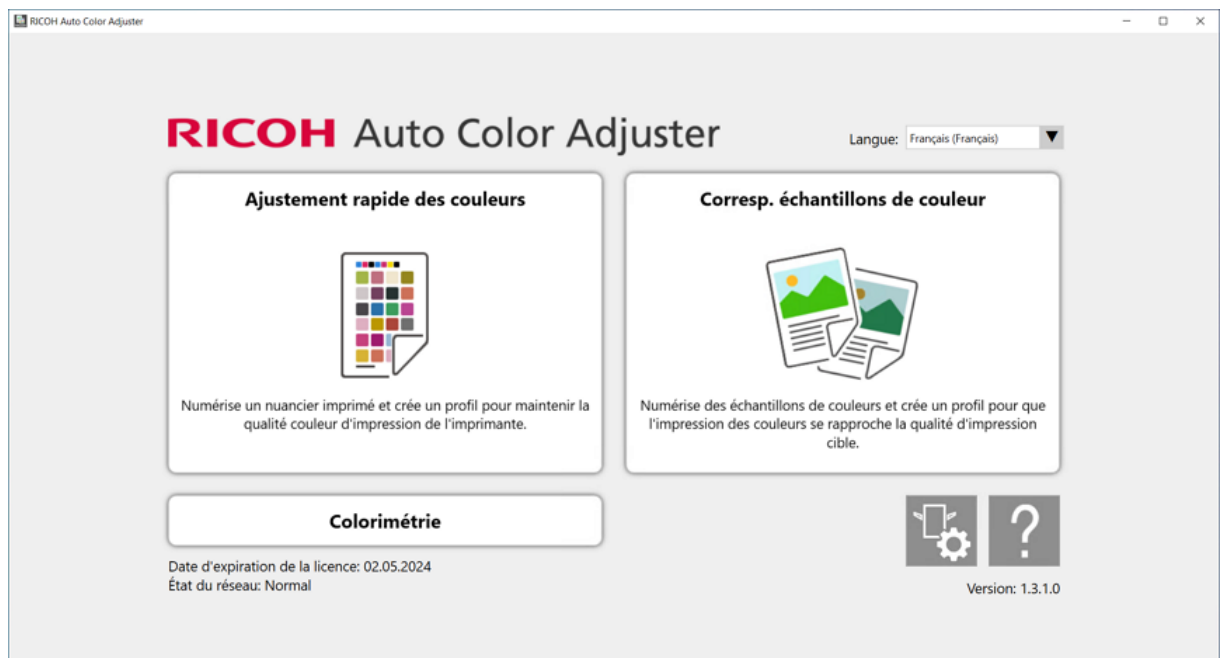 RICOH Auto Color Adjuster
RICOH Auto Color Adjuster
Langue: Français (Français)
Ajustement rapide des couleurs
Numérise un nuancier imprimé et crée un profil pour maintenir la
qualité couleur d'impression de l'imprimante.
Corresp. échantillons de couleur
Numérise des échantillons de couleurs et crée un profil pour que
l'impression des couleurs se rapproche la qualité d'impression
cible.
Colorimétrie
?
Date d'expiration de la licence: 02.05.2024
État du réseau: Normal
Version: 1.3.1.0